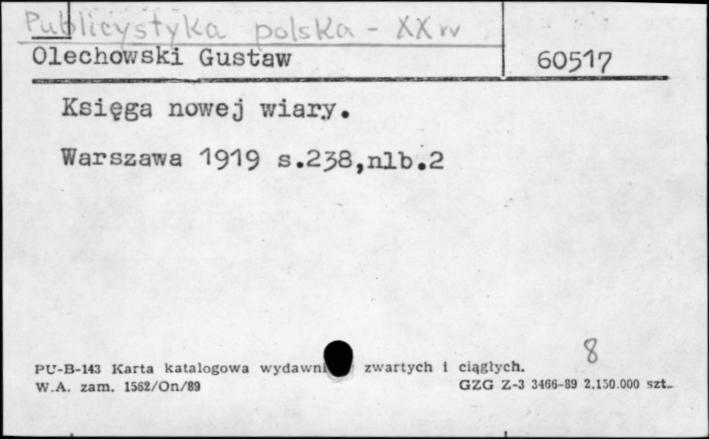 Publicystyka polska - XX w
Olechowski Gustaw 60517
Księga nowej wiary.
Warszawa 1919 s.238,nlb.2
8
PU-B-143 Karta katalogowa wydawni zwartych i ciągłych.
W.A. zam. 1562/On/89 GZG Z-3 3466-89 2.150.000 szt.